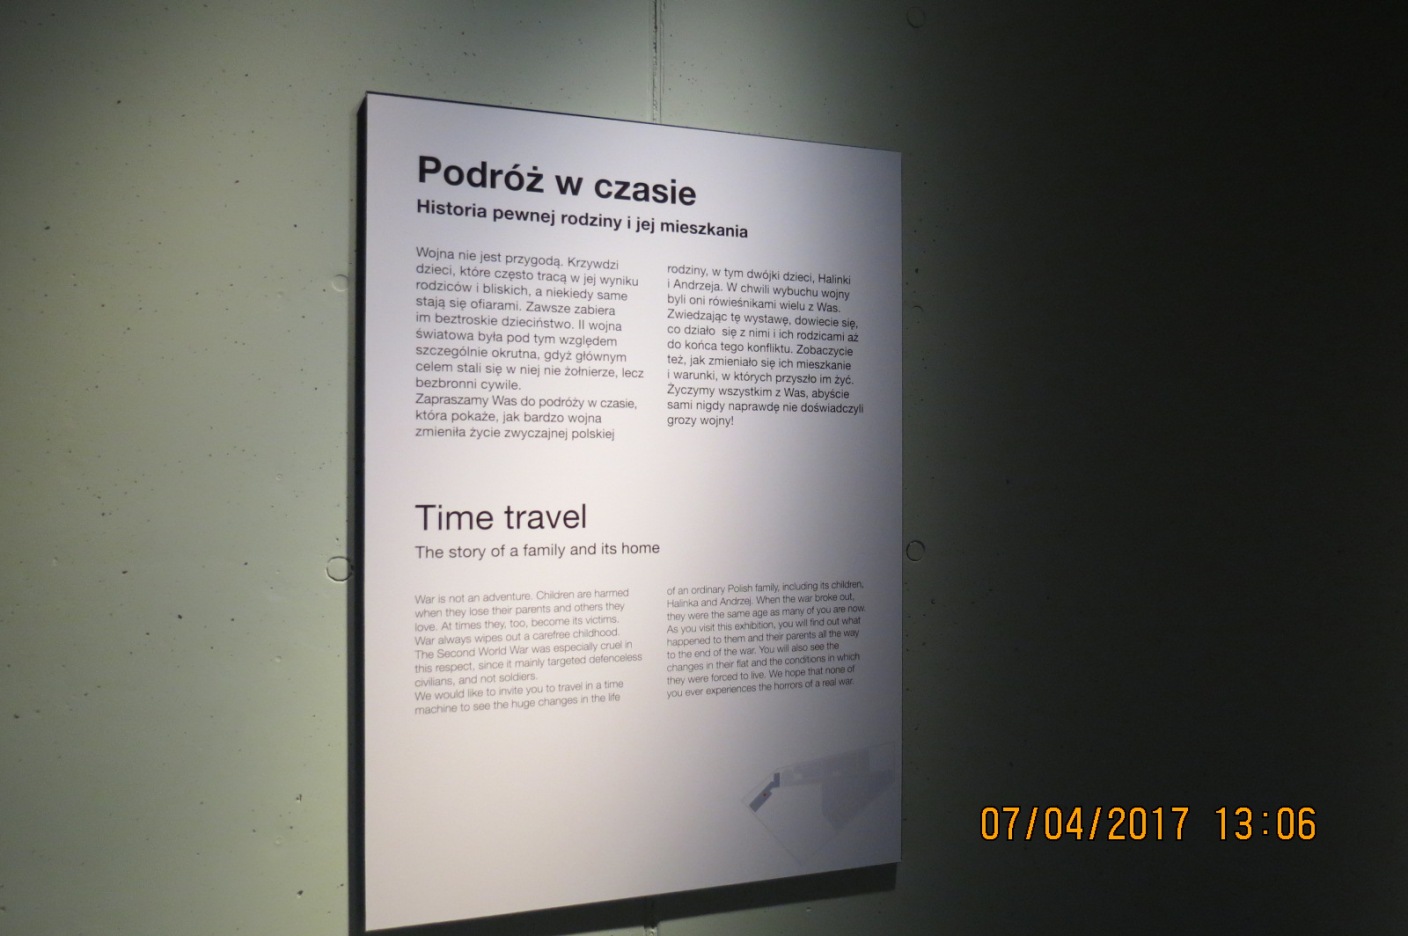 Podróż w czasie
Historia pewnej rodziny i jej mieszkania
Wojna nie jest przygodą. Krzywdzi
dzieci, które często tracą w jej wyniku
rodziców i bliskich, a niekiedy same
stają się ofiarami. Zawsze zabiera
im beztroskie dzieciństwo. II wojna
światowa była pod tym względem
szczególnie okrutna, gdyż głównym
celem stali się w niej nie żołnierze, lecz
bezbronni cywile.
Zapraszamy Was do podróży w czasie,
która pokaże, jak bardzo wojna
zmieniła życie zwyczajnej polskiej
rodziny, w tym dwójki dzieci, Halinki
i Andrzeja. W chwili wybuchu wojny
byli oni rówieśnikami wielu z Was.
Zwiedzając tę wystawę, dowiecie się,
co działo się z nimi i ich rodzicami aż
do końca tego konfliktu. Zobaczycie
też, jak zmieniało się ich mieszkanie
i warunki, w których przyszło im żyć.
Życzymy wszystkim z Was, abyście
sami nigdy naprawdę nie doświadczyli
grozy wojny!
Time travel
The story of a family and its home
War is not an adventure. Children are harmed
when they lose their parents and others they
love. At times they, too, become its victims.
War always wipes out a carefree childhood.
The Second World War was especially cruel in
this respect, since it mainly targeted defenceless
civilians, and not soldiers.
We would like to invite you to travel in a time
machine to see the huge changes in the life
of an ordinary Polish family, including its children,
Halinka and Andrzej. When the war broke out,
they were the same age as many of you are now.
As you visit this exhibition, you will find out what
happened to them and their parents all the way
to the end of the war. You will also see the
changes in their flat and the conditions in which
they were forced to live. We hope that none of
you ever experiences the horrors of a real war.
07/04/2017 13:06